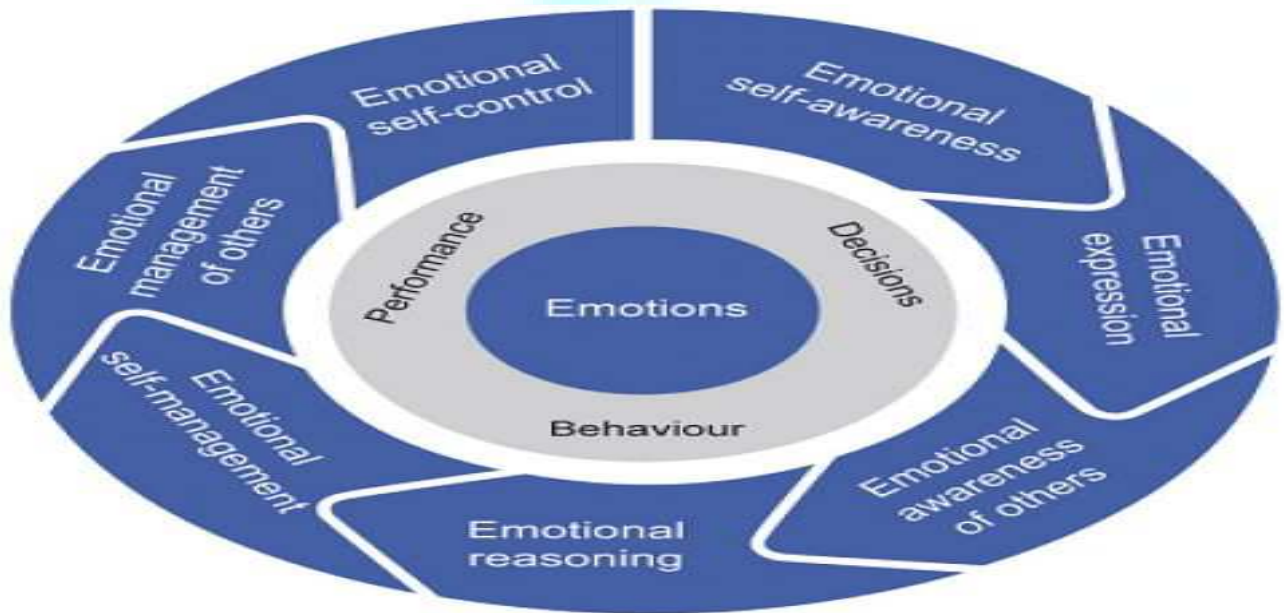 Emotional
self-control
Emotional
self-awareness
Emotional
expression
Emotional
awareness
of others
Emotional
reasoning
Emotional
self-management
Emotional
management
of others
Performance
Decisions
Behaviour
Emotions